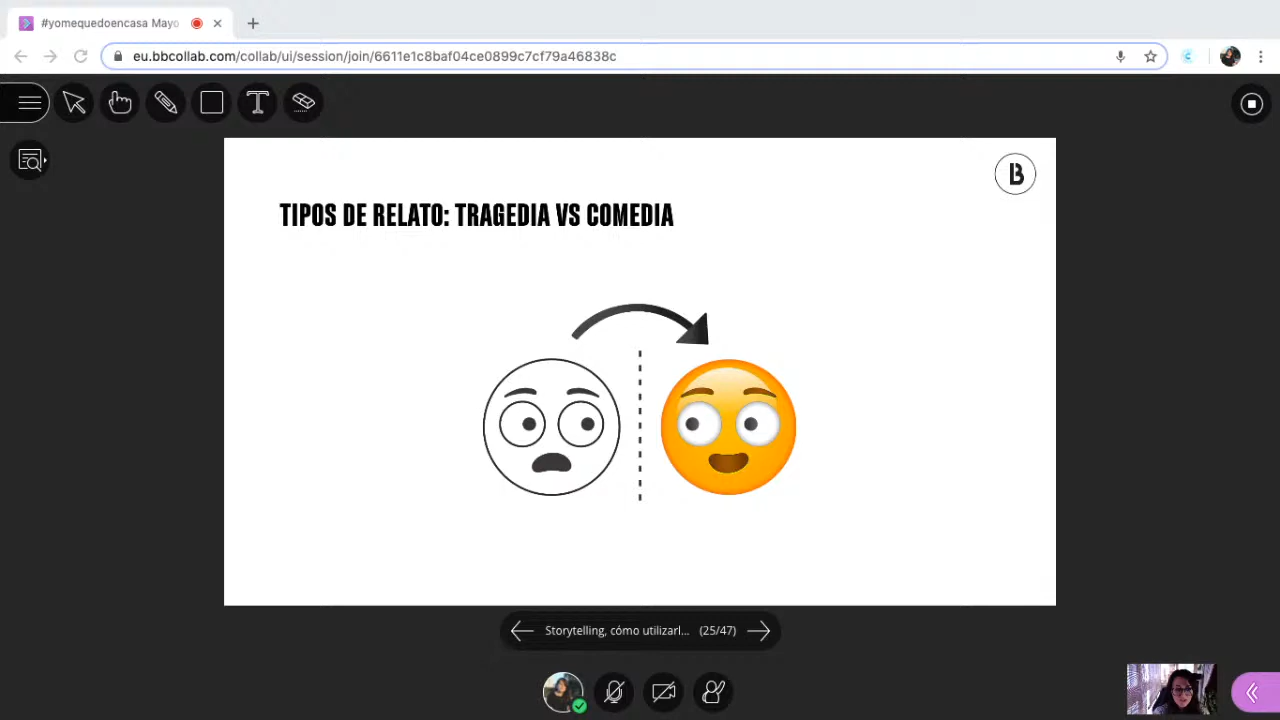 #yomequedoencasa Mayo
eu.bbcollab.com/collab/ui/session/join/6611e1c8baf04ce0899c7cf79a46838c
B
TIPOS DE RELATO: TRAGEDIA VS COMEDIA
Storytelling, cómo utilizarl... (25/47)